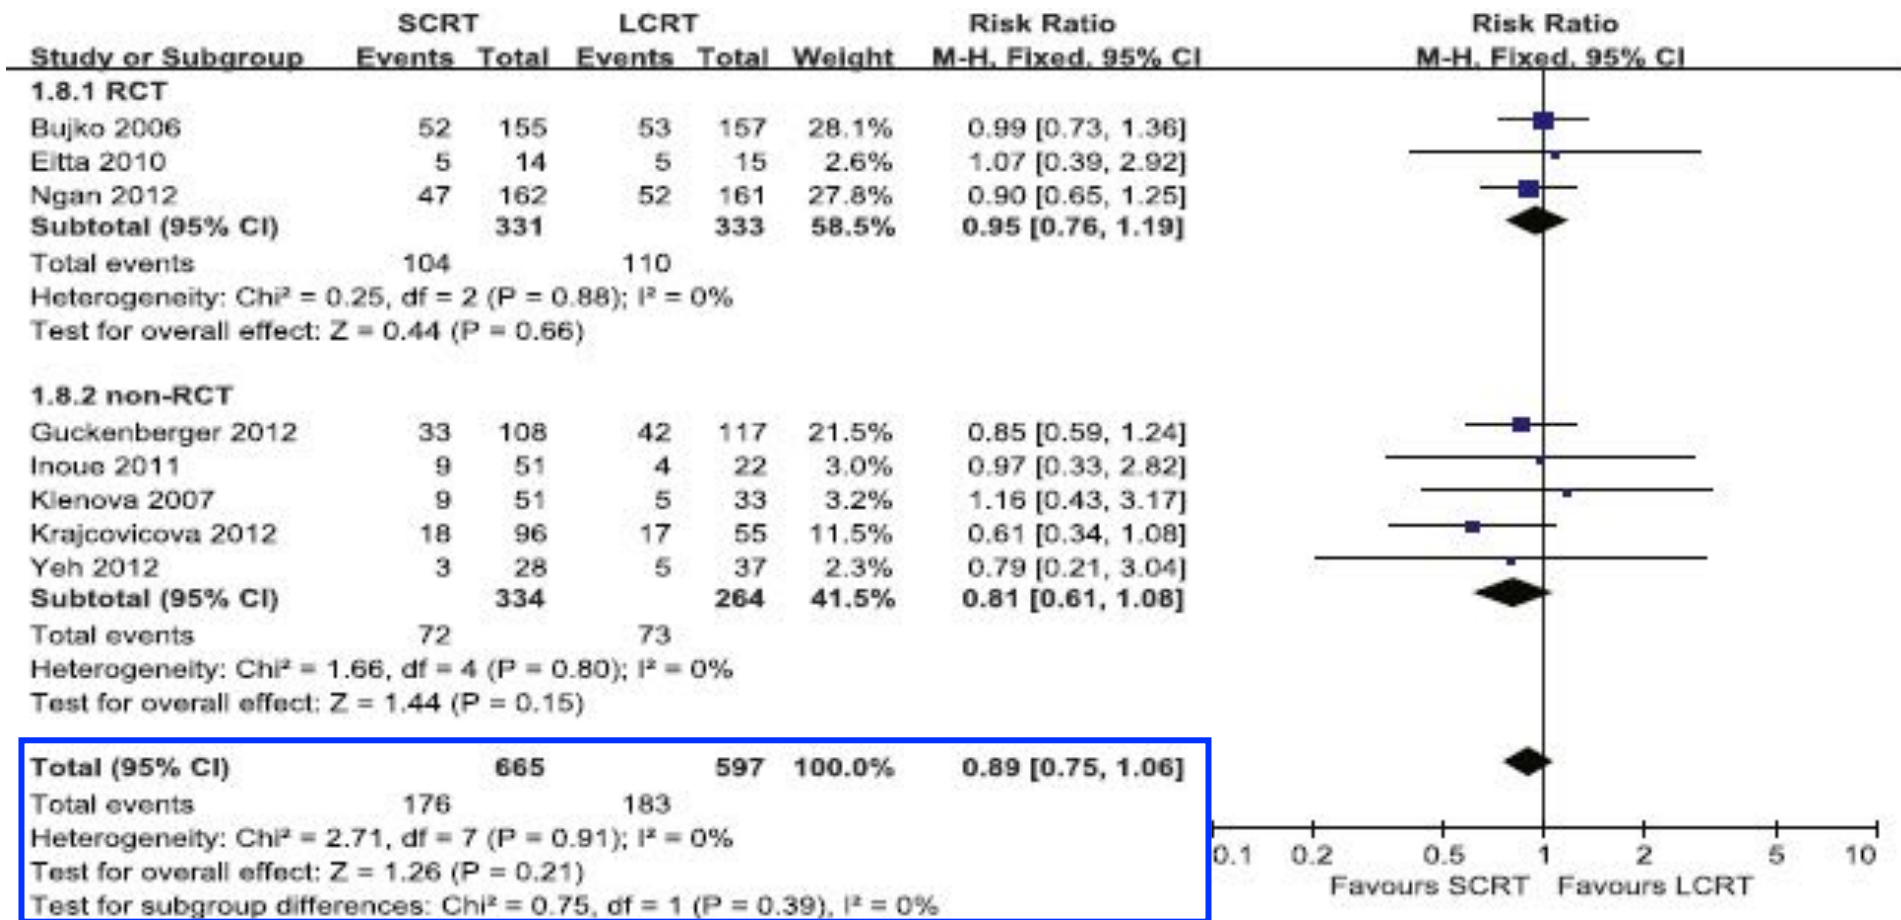 SCRT LCRT Risk Ratio Risk Ratio
Study or Subgroup Events Total Events Total Weight M-H, Fixed, 95% CI M-H, Fixed, 95% CI
1.8.1 RCT
Bujko 2006 52 155 53 157 28.1% 0.99 [0.73, 1.36]
Eitta 2010 5 14 5 15 2.6% 1.07 [0.39, 2.92]
Ngan 2012 47 162 52 161 27.8% 0.90 [0.65, 1.25]
Subtotal (95% CI) 331 333 58.5% 0.95 [0.76, 1.19]
Total events 104 110
Heterogeneity: Chi² = 0.25, df = 2 (P = 0.88); I² = 0%
Test for overall effect: Z = 0.44 (P = 0.66)
1.8.2 non-RCT
Guckenberger 2012 33 108 42 117 21.5% 0.85 [0.59, 1.24]
Inoue 2011 9 51 4 22 3.0% 0.97 [0.33, 2.82]
Klenova 2007 9 51 5 33 3.2% 1.16 [0.43, 3.17]
Krajcovicova 2012 18 96 17 55 11.5% 0.61 [0.34, 1.08]
Yeh 2012 3 28 5 37 2.3% 0.79 [0.21, 3.04]
Subtotal (95% CI) 334 264 41.5% 0.81 [0.61, 1.08]
Total events 72 73
Heterogeneity: Chi² = 1.66, df = 4 (P = 0.80); I² = 0%
Test for overall effect: Z = 1.44 (P = 0.15)
Total (95% CI) 665 597 100.0% 0.89 [0.75, 1.06]
Total events 176 183
Heterogeneity: Chi² = 2.71, df = 7 (P = 0.91); I² = 0%
Test for overall effect: Z = 1.26 (P = 0.21)
Test for subgroup differences: Chi² = 0.75, df = 1 (P = 0.39), I² = 0%
0.1 0.2 0.5 1 2 5 10
Favours SCRT Favours LCRT